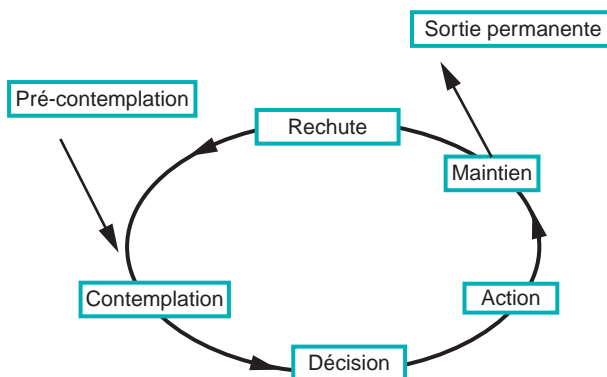 Sortie permanente
Pré-contemplation
Rechute
Maintien
Contemplation
Action
Décision